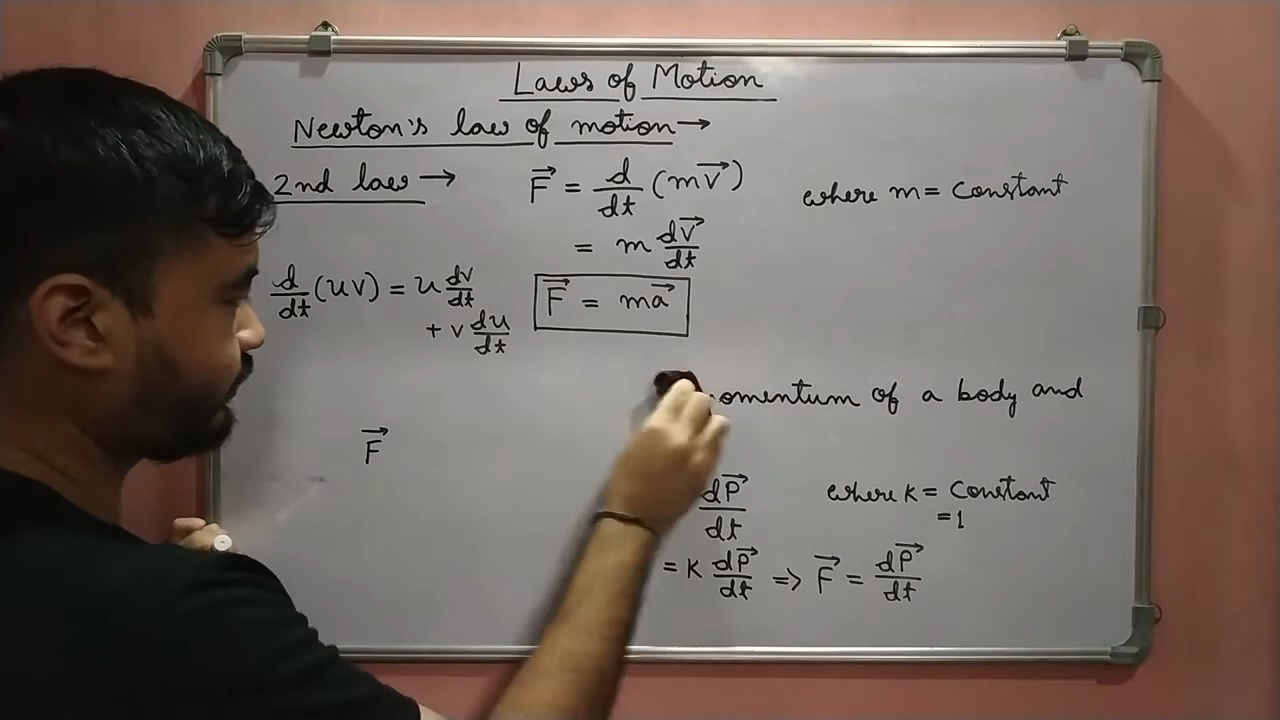 Laws of Motion
Newton's law of motion →
2nd law → F⃗ = d/dt (mv⃗) where m = Constant
= m dv⃗/dt
d/dt (uv) = u dv/dt + v du/dt
F⃗ = ma⃗
of a body and
F⃗
dP⃗/dt where K = Constant
= 1
= K dP⃗/dt => F⃗ = dP⃗/dt